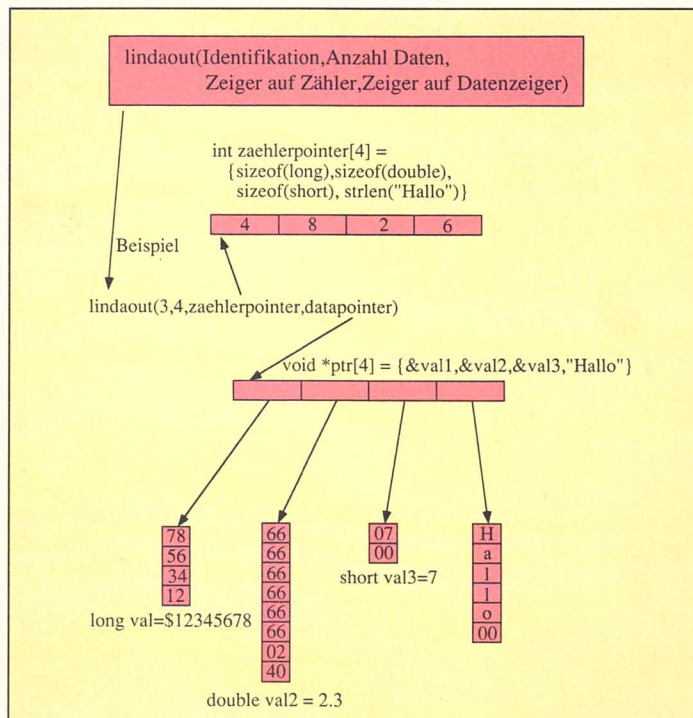 lindaout(Identifikation,Anzahl Daten,
Zeiger auf Zähler,Zeiger auf Datenzeiger)
int zaehlerpointer[4] =
{sizeof(long),sizeof(double),
sizeof(short), strlen("Hallo")}
4 8 2 6
Beispiel
lindaout(3,4,zaehlerpointer,datapointer)
void *ptr[4] = {&val1,&val2,&val3,"Hallo"}
78
56
34
12
long val=$12345678
66
66
66
66
66
66
02
40
double val2 = 2.3
07
00
short val3=7
H
a
l
l
o
00